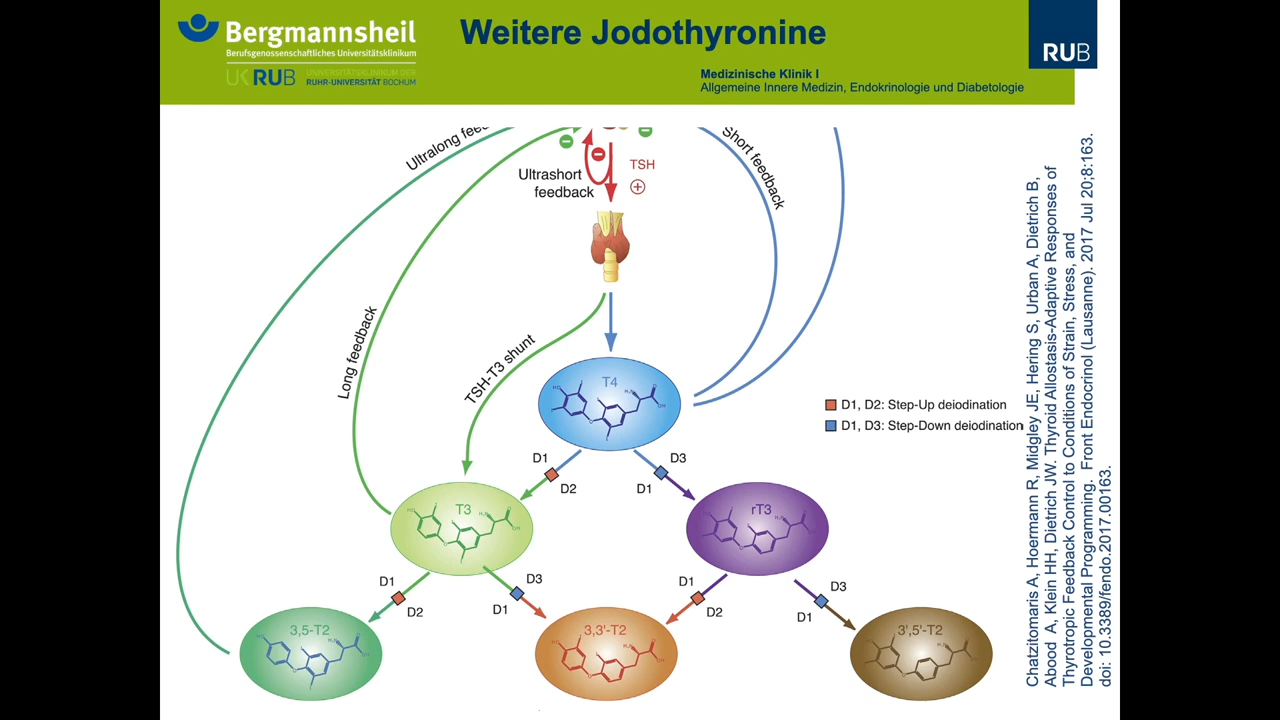 Bergmannsheil
Berufsgenossenschaftliches Universitätsklinikum
UK RUB
UNIVERSITÄTSKLINIKUM DER
RUHR-UNIVERSITÄT BOCHUM
Weitere Jodothyronine
Medizinische Klinik I
Allgemeine Innere Medizin, Endokrinologie und Diabetologie
RUB
Ultralong
Short feedback
Ultrashort
feedback
TSH
Long feedback
TSH-T3 shunt
T4
D1, D2: Step-Up deiodination
D1, D3: Step-Down deiodination
D1
D2
D3
D1
T3
rT3
D1
D2
D3
D1
D1
D2
D3
D1
3,5-T2
3,3'-T2
3',5'-T2
Chatzitomaris A, Hoermann R, Midgley JE, Hering S, Urban A, Dietrich B,
Abood A, Klein HH, Dietrich JW. Thyroid Allostasis-Adaptive Responses of
Thyrotropic Feedback Control to Conditions of Strain, Stress, and
Developmental Programming. Front Endocrinol (Lausanne). 2017 Jul 20;8:163.
doi: 10.3389/fendo.2017.00163.